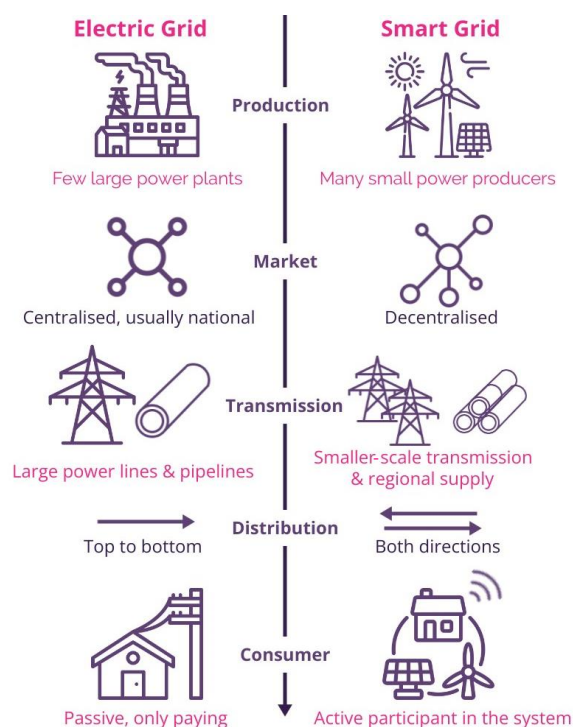 Electric Grid
Smart Grid
Production
Few large power plants
Many small power producers
Market
Centralised, usually national
Decentralised
Transmission
Large power lines & pipelines
Smaller-scale transmission
& regional supply
Distribution
Top to bottom
Both directions
Consumer
Passive, only paying
Active participant in the system